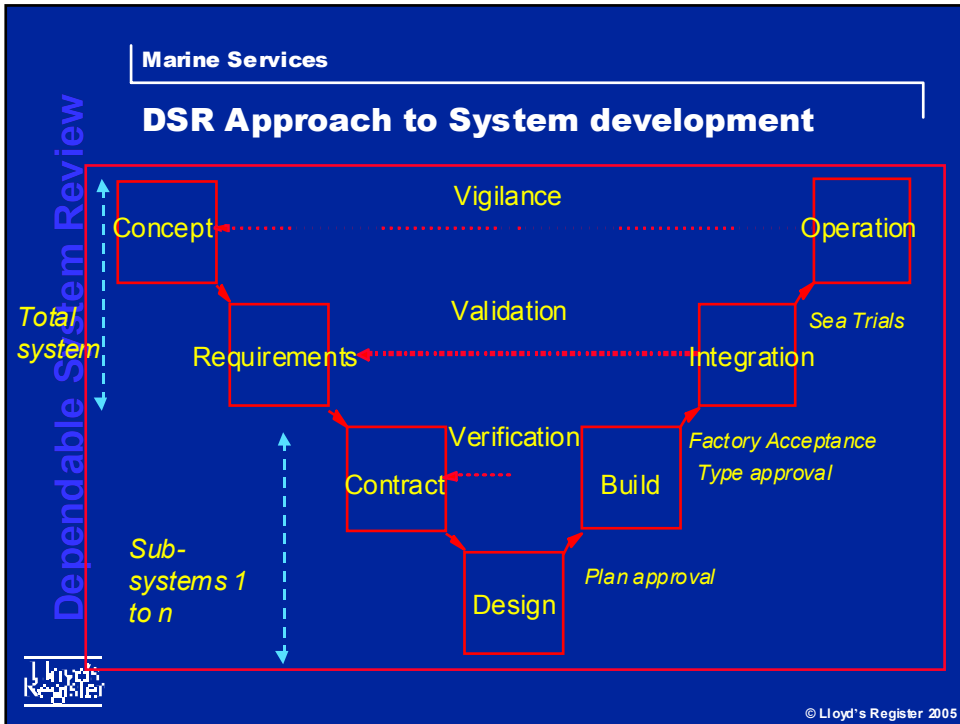 Marine Services
DSR Approach to System development
Dependable System Review
Vigilance
Concept
Operation
Total
system
Validation
Sea Trials
Requirements
Integration
Verification
Factory Acceptance
Type approval
Contract
Build
Sub-
systems 1
to n
Plan approval
Design
Lloyd's
Register
© Lloyd's Register 2005